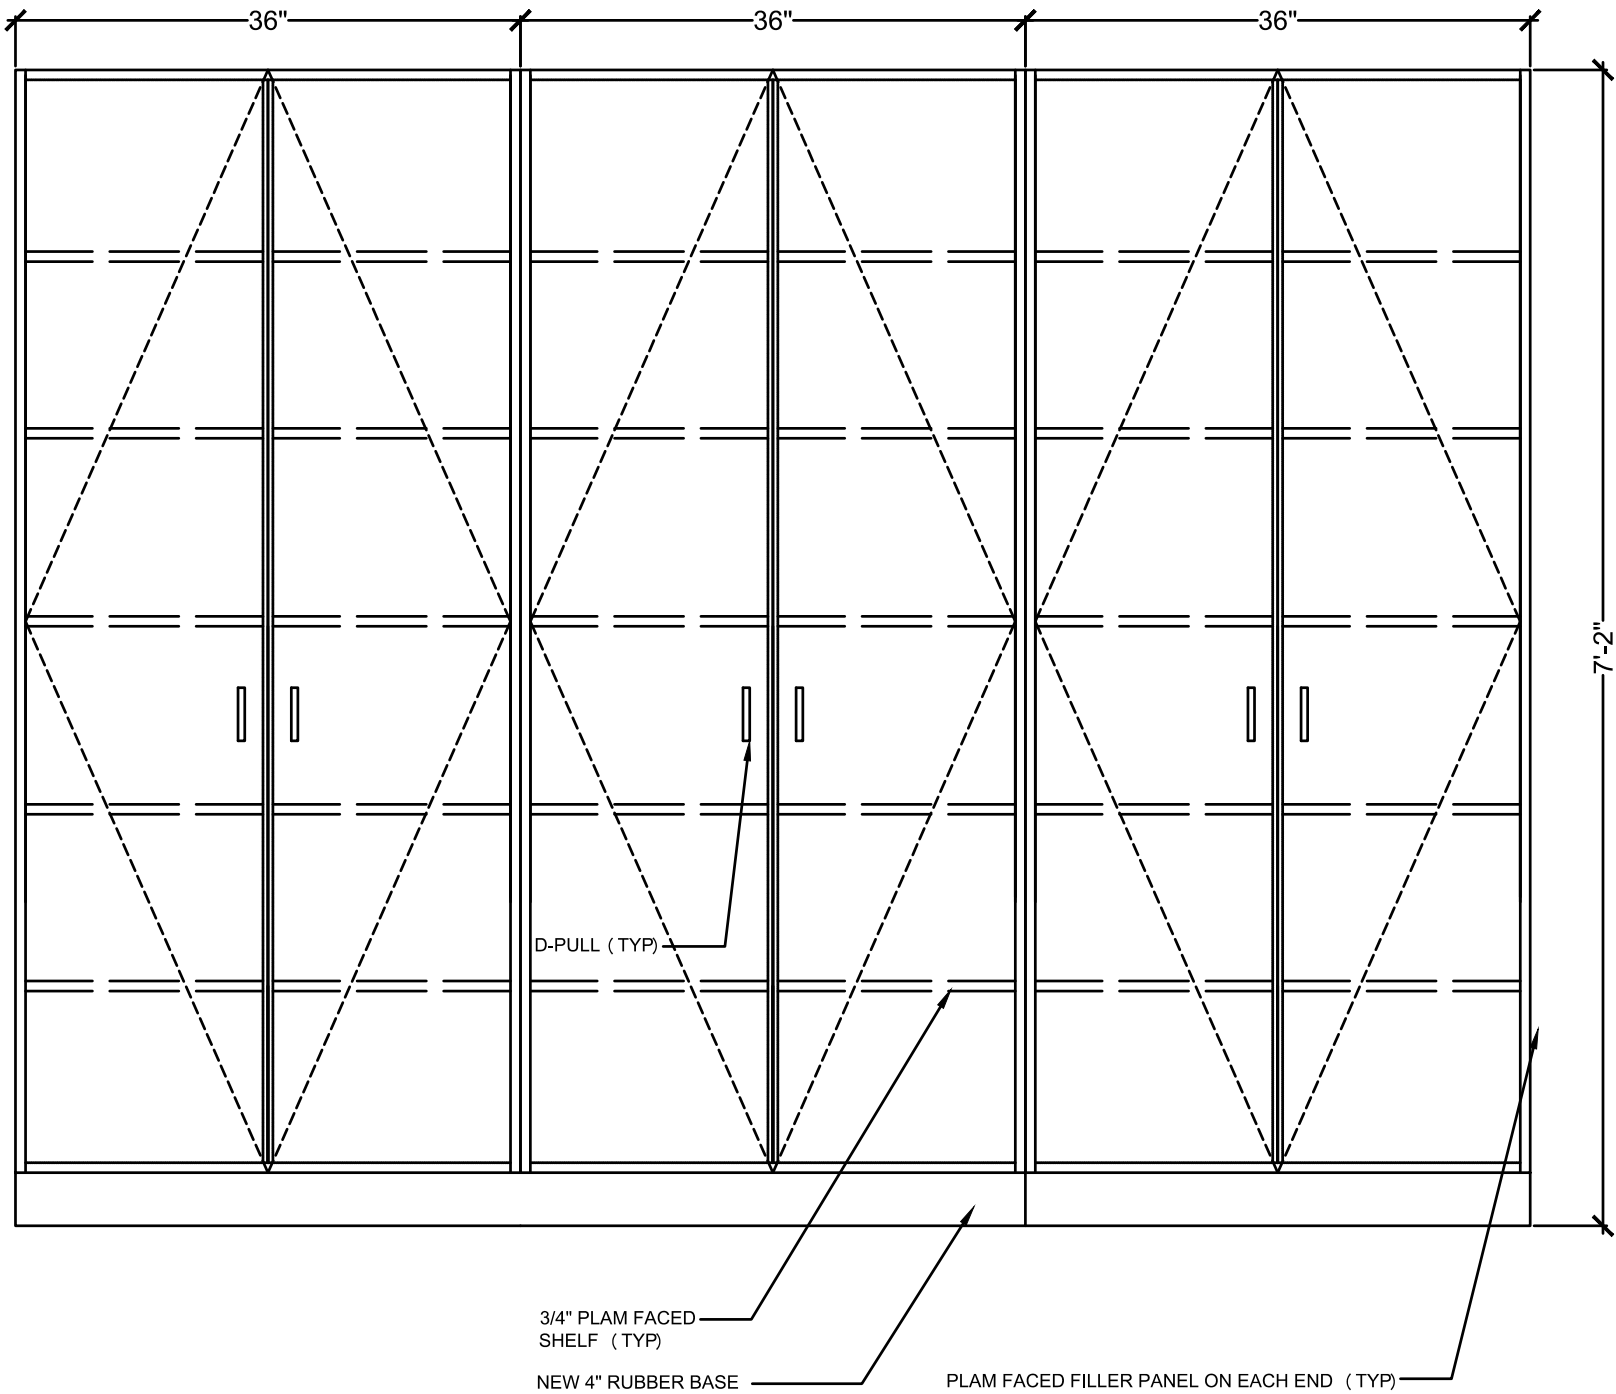 36"
36"
36"
7'-2"
D-PULL (TYP)
3/4" PLAM FACED
SHELF (TYP)
NEW 4" RUBBER BASE
PLAM FACED FILLER PANEL ON EACH END (TYP)